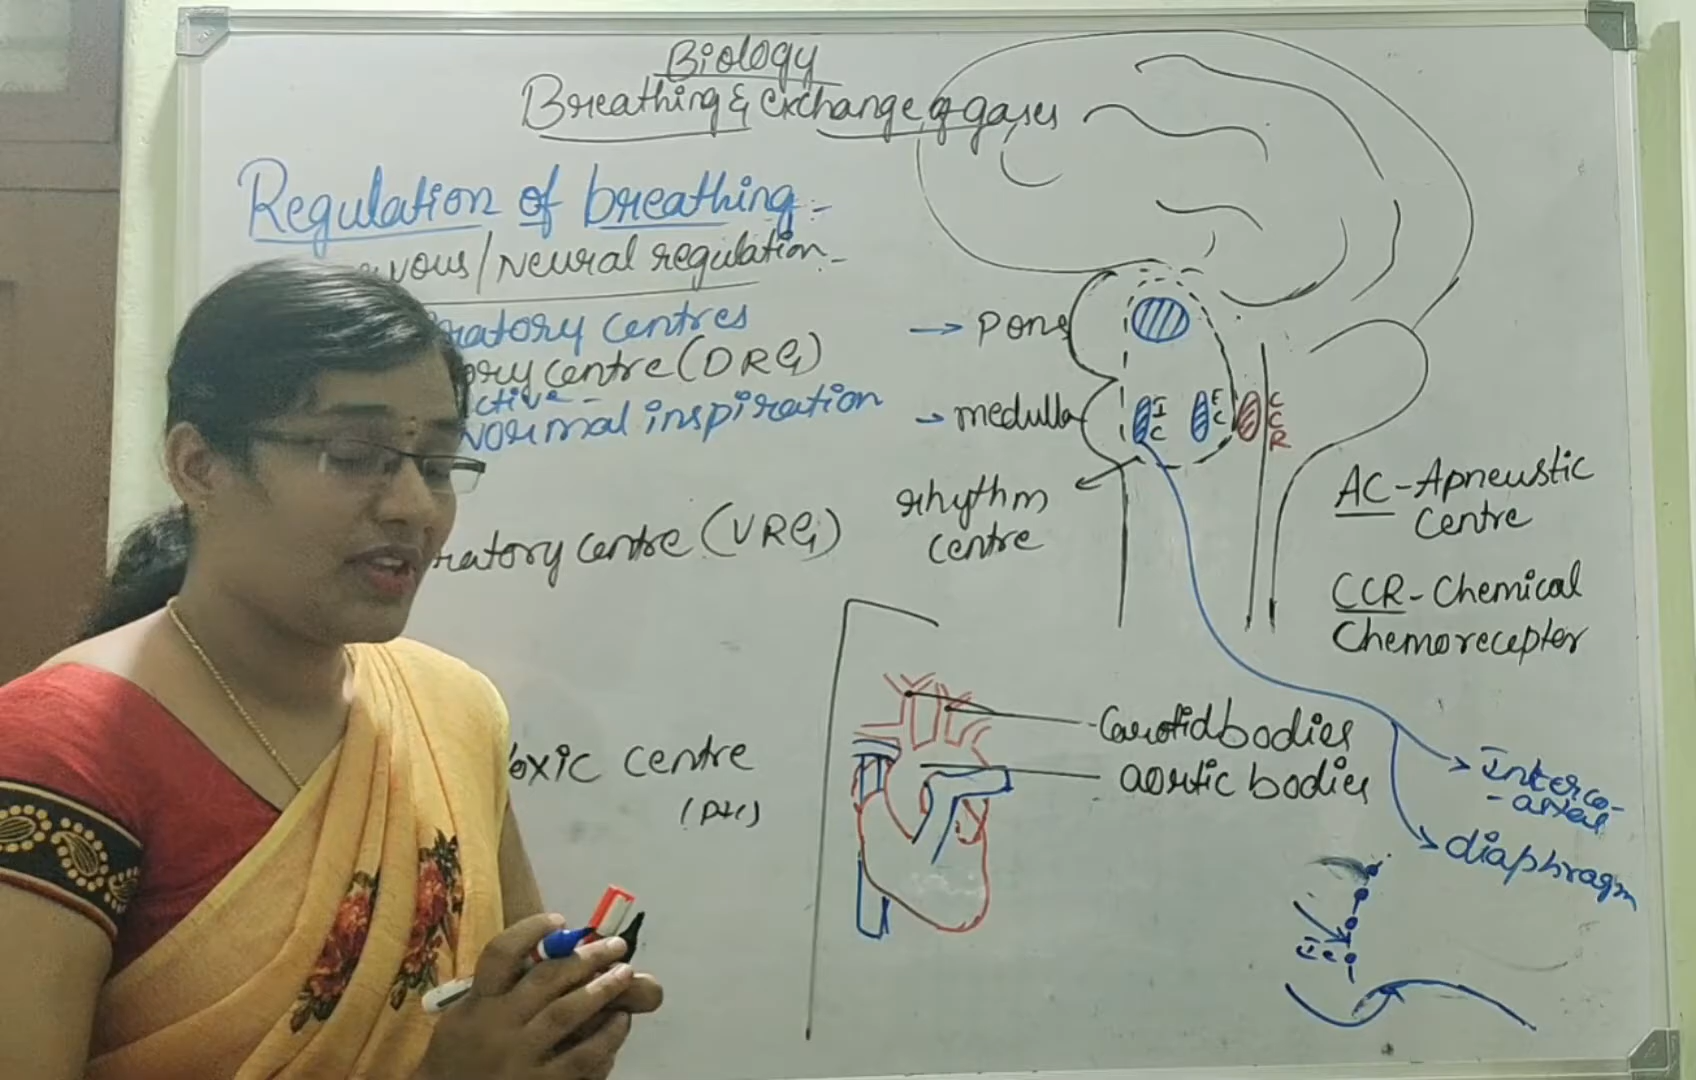 Biology
Breathing & exchange of gases
Regulation of breathing :-
vous / Neural regulation :-
ratory centres
ory centre (DRG)
ctive -
Normal inspiration
ratory centre (VRG)
oxic centre
→ pons
→ medulla
I
C
E
C
C
C
R
rhythm
centre
AC - Apneustic
Centre
CCR - Chemical
Chemoreceptor
Carotid bodies
aortic bodies
Interco-
diaphragm